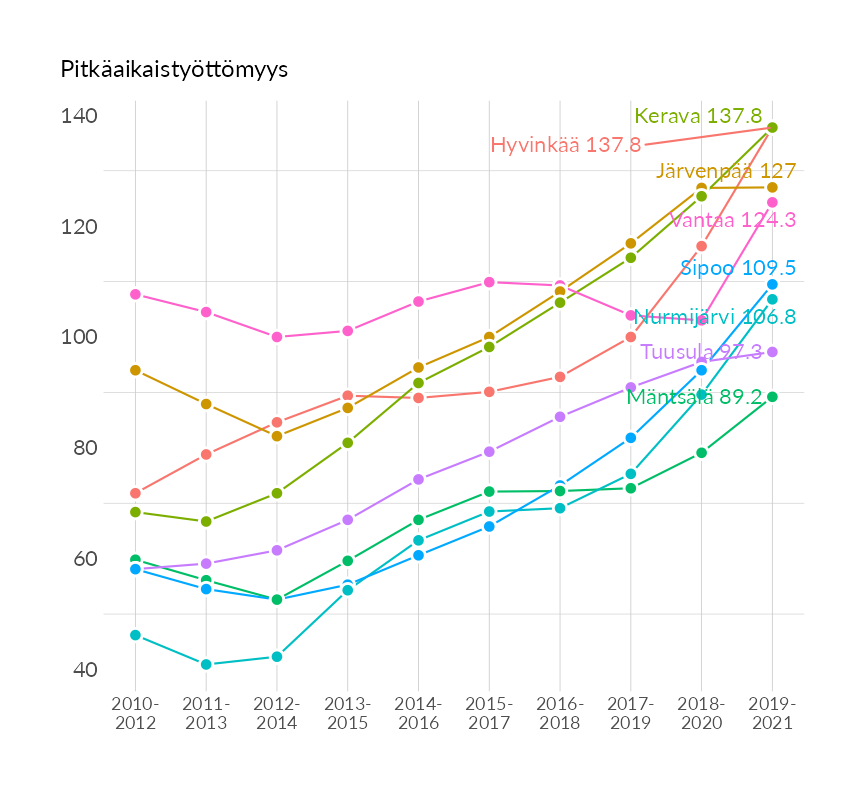 Pitkäaikaistyöttömyys
140
Kerava 137.8
Hyvinkää 137.8
Järvenpää 127
120
Vantaa 124.3
Sipoo 109.5
Nurmijärvi 106.8
100
Tuusula 97.3
Mäntsälä 89.2
80
60
40
2010-2012 2011-2013 2012-2014 2013-2015 2014-2016 2015-2017 2016-2018 2017-2019 2018-2020 2019-2021